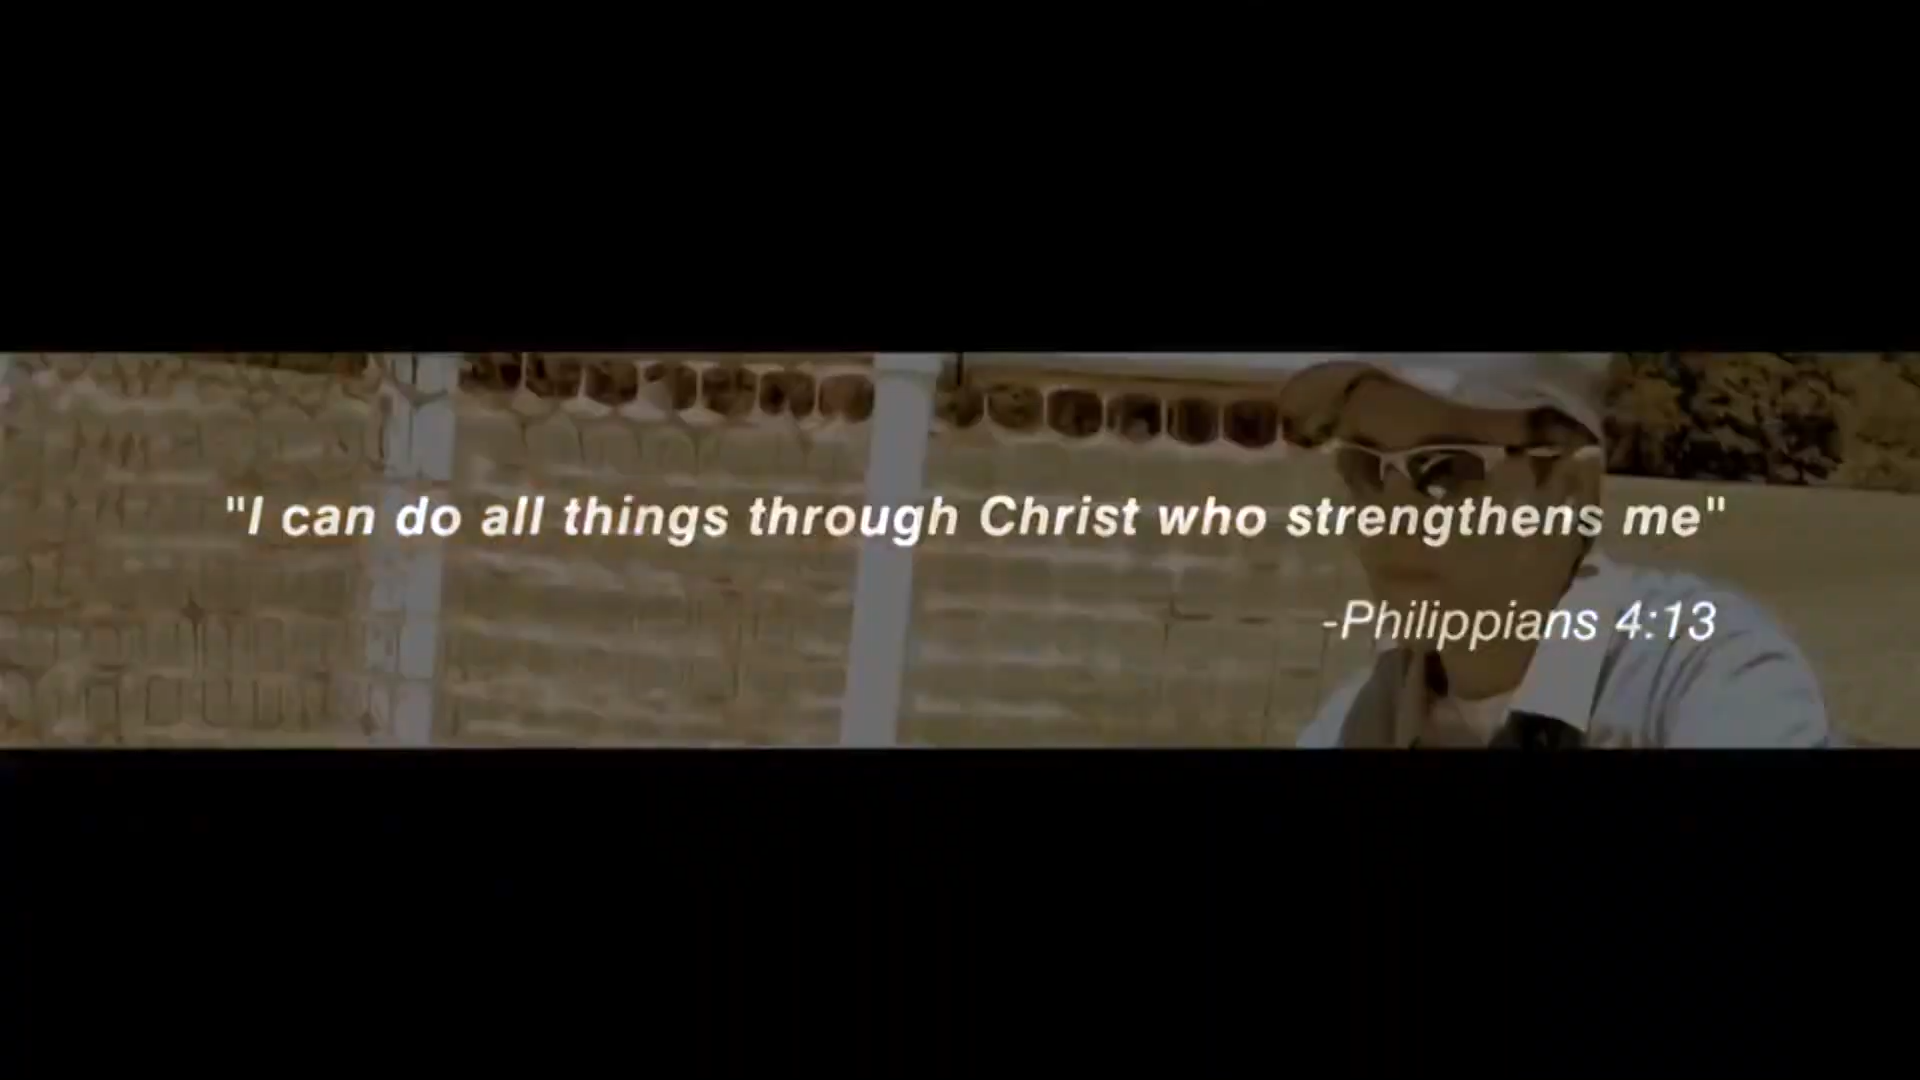 "I can do all things through Christ who strengthens me"
-Philippians 4:13